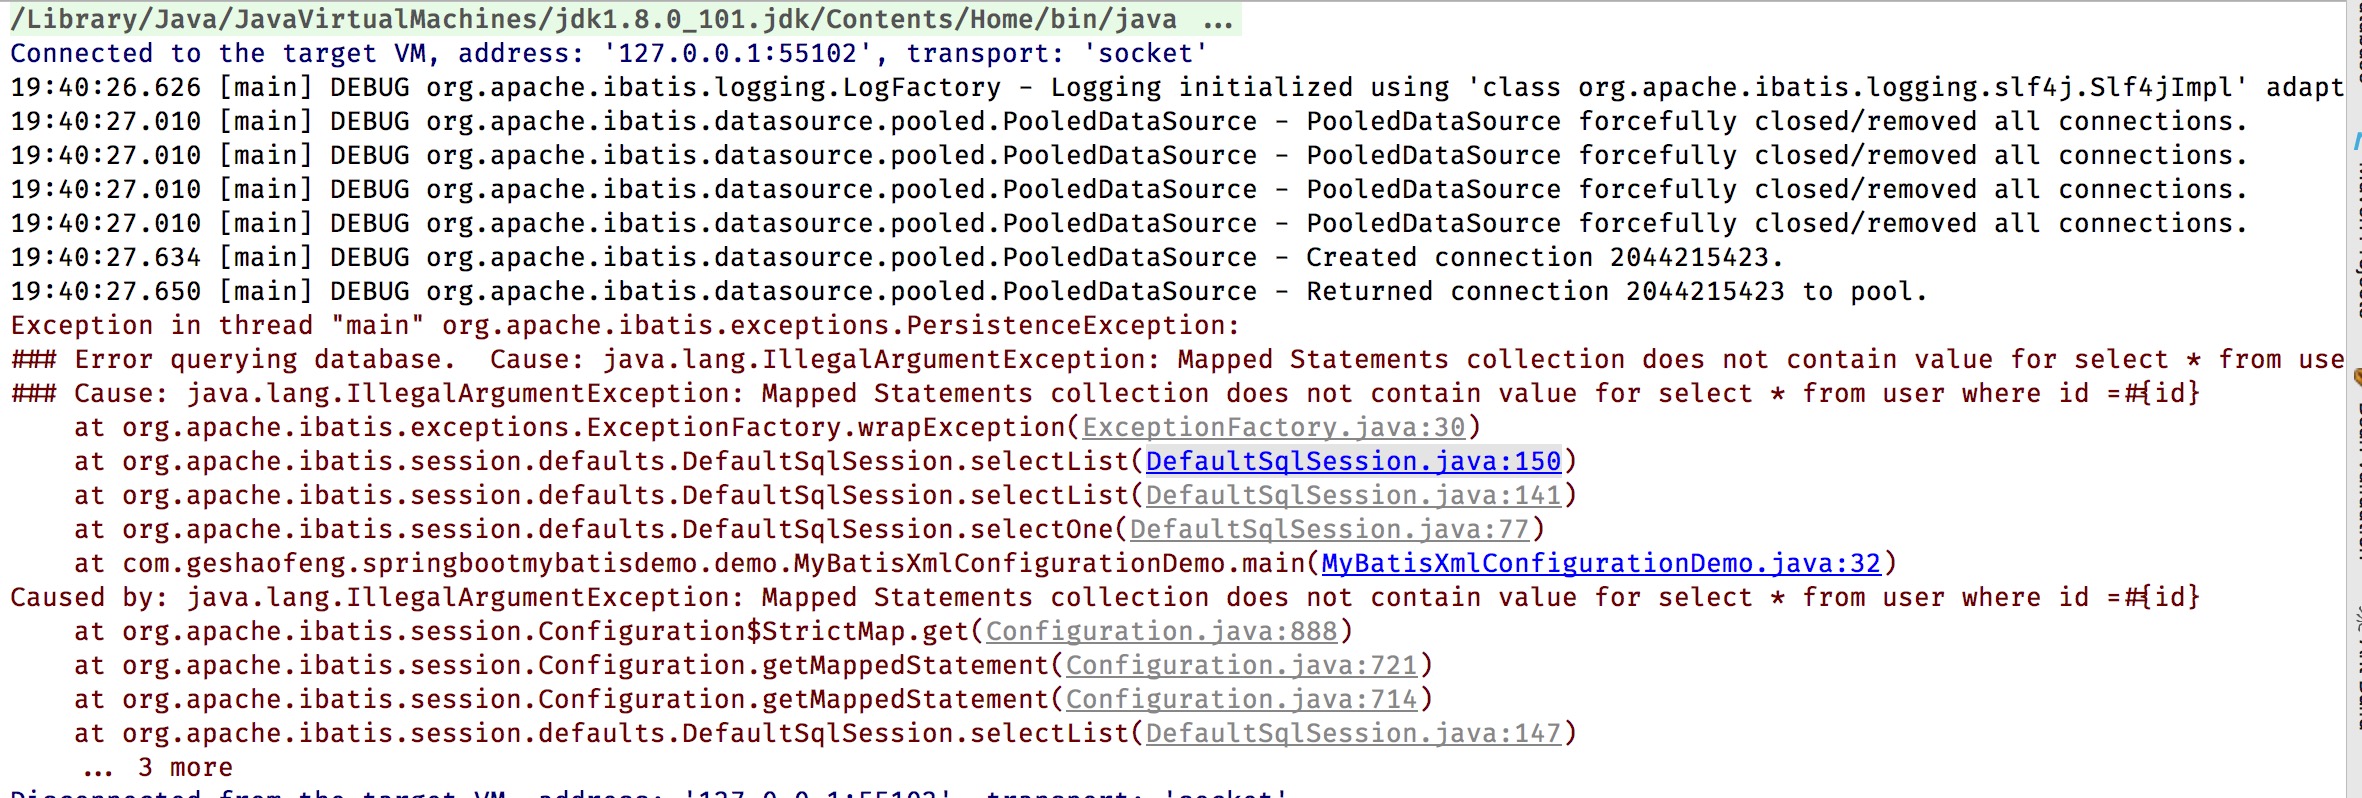 /Library/Java/JavaVirtualMachines/jdk1.8.0_101.jdk/Contents/Home/bin/java ...
Connected to the target VM, address: '127.0.0.1:55102', transport: 'socket'
19:40:26.626 [main] DEBUG org.apache.ibatis.logging.LogFactory - Logging initialized using 'class org.apache.ibatis.logging.slf4j.Slf4jImpl' adapt
19:40:27.010 [main] DEBUG org.apache.ibatis.datasource.pooled.PooledDataSource - PooledDataSource forcefully closed/removed all connections.
19:40:27.010 [main] DEBUG org.apache.ibatis.datasource.pooled.PooledDataSource - PooledDataSource forcefully closed/removed all connections.
19:40:27.010 [main] DEBUG org.apache.ibatis.datasource.pooled.PooledDataSource - PooledDataSource forcefully closed/removed all connections.
19:40:27.010 [main] DEBUG org.apache.ibatis.datasource.pooled.PooledDataSource - PooledDataSource forcefully closed/removed all connections.
19:40:27.634 [main] DEBUG org.apache.ibatis.datasource.pooled.PooledDataSource - Created connection 2044215423.
19:40:27.650 [main] DEBUG org.apache.ibatis.datasource.pooled.PooledDataSource - Returned connection 2044215423 to pool.
Exception in thread "main" org.apache.ibatis.exceptions.PersistenceException:
### Error querying database.  Cause: java.lang.IllegalArgumentException: Mapped Statements collection does not contain value for select * from use
### Cause: java.lang.IllegalArgumentException: Mapped Statements collection does not contain value for select * from user where id =#{id}
    at org.apache.ibatis.exceptions.ExceptionFactory.wrapException(ExceptionFactory.java:30)
    at org.apache.ibatis.session.defaults.DefaultSqlSession.selectList(DefaultSqlSession.java:150)
    at org.apache.ibatis.session.defaults.DefaultSqlSession.selectList(DefaultSqlSession.java:141)
    at org.apache.ibatis.session.defaults.DefaultSqlSession.selectOne(DefaultSqlSession.java:77)
    at com.geshaofeng.springbootmybatisdemo.demo.MyBatisXmlConfigurationDemo.main(MyBatisXmlConfigurationDemo.java:32)
Caused by: java.lang.IllegalArgumentException: Mapped Statements collection does not contain value for select * from user where id =#{id}
    at org.apache.ibatis.session.Configuration$StrictMap.get(Configuration.java:888)
    at org.apache.ibatis.session.Configuration.getMappedStatement(Configuration.java:721)
    at org.apache.ibatis.session.Configuration.getMappedStatement(Configuration.java:714)
    at org.apache.ibatis.session.defaults.DefaultSqlSession.selectList(DefaultSqlSession.java:147)
    ... 3 more
Disconnected from the target VM, address: '127.0.0.1:55102', transport: 'socket'